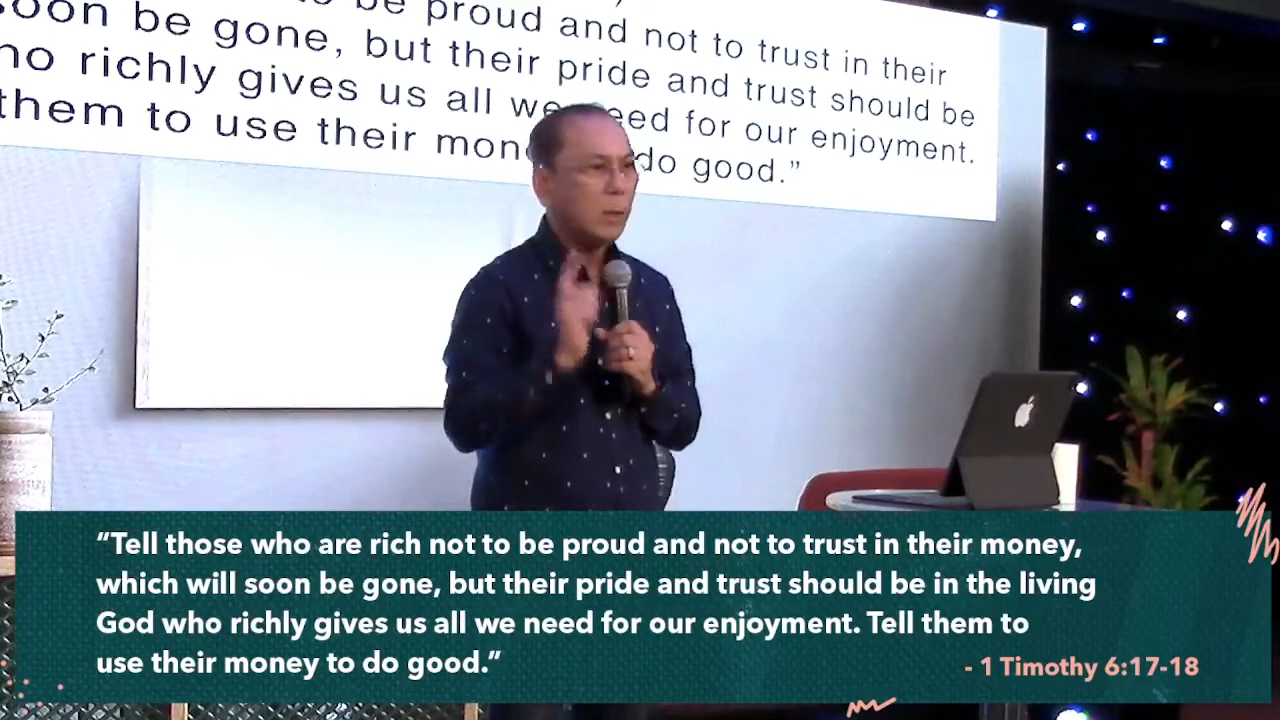 be proud and not to trust in their
soon be gone, but their pride and trust should be
richly gives us all we need for our enjoyment.
them to use their do good.”
“Tell those who are rich not to be proud and not to trust in their money,
which will soon be gone, but their pride and trust should be in the living
God who richly gives us all we need for our enjoyment. Tell them to
use their money to do good.”
- 1 Timothy 6:17-18